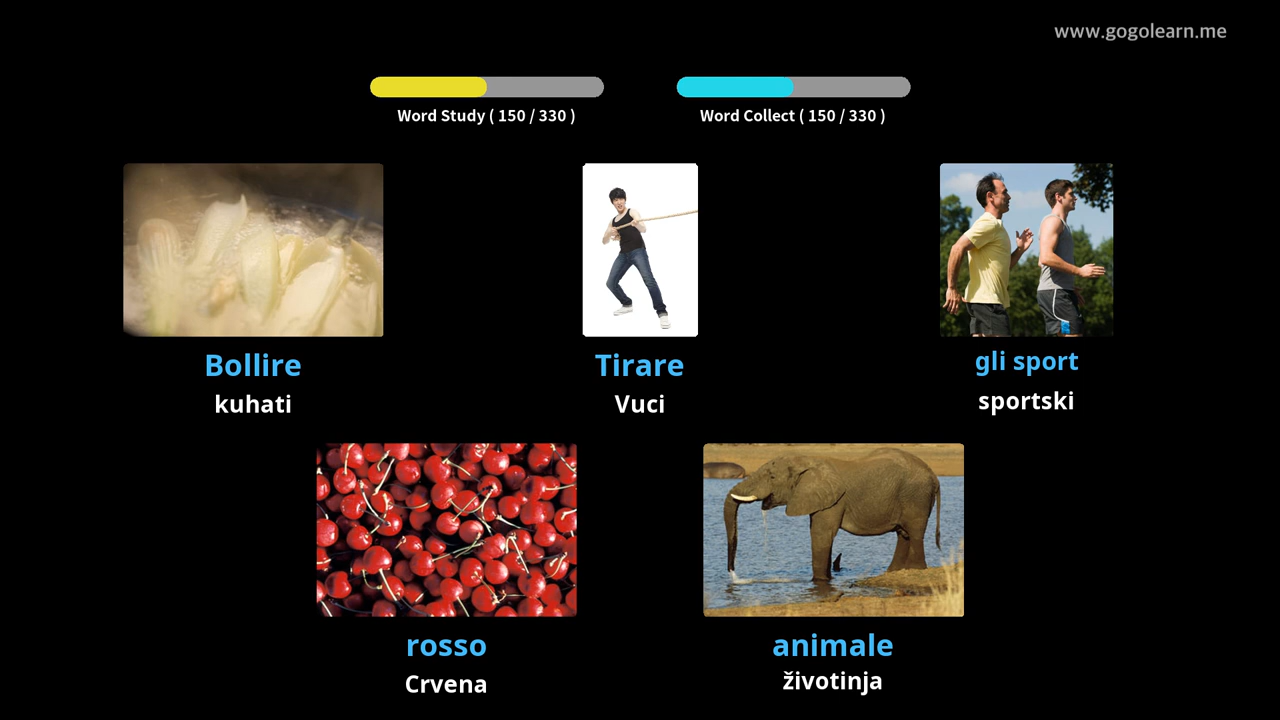 www.gogolearn.me
Word Study ( 150 / 330 )
Word Collect ( 150 / 330 )
Bollire
kuhati
Tirare
Vuci
gli sport
sportski
rosso
Crvena
animale
životinja